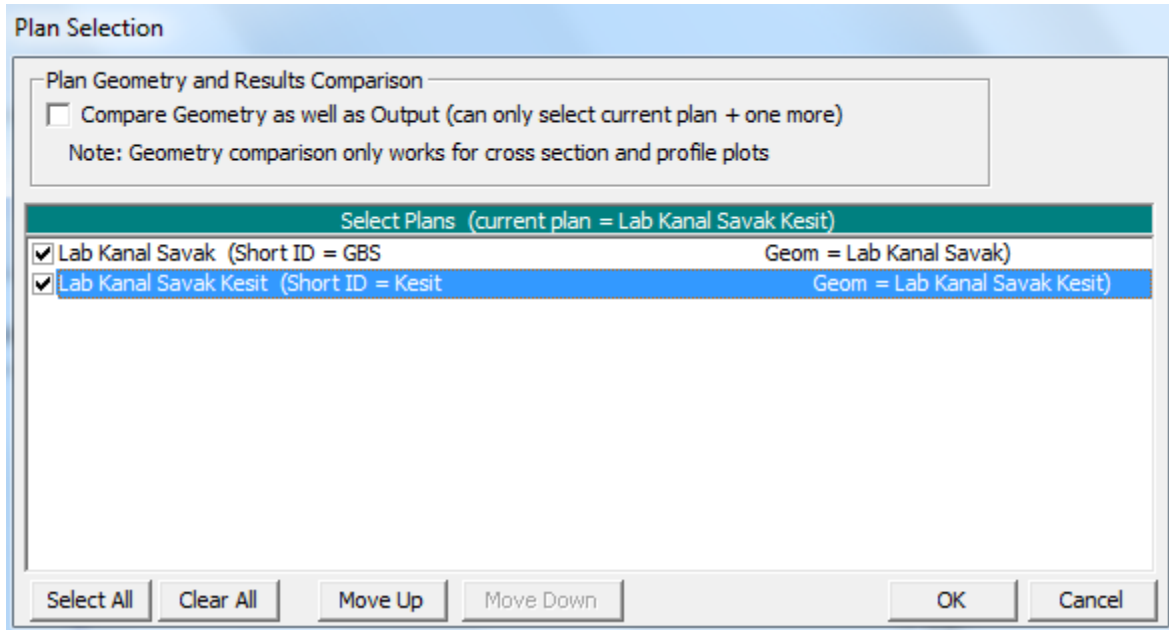 Plan Selection
Plan Geometry and Results Comparison
Compare Geometry as well as Output (can only select current plan + one more)
Note: Geometry comparison only works for cross section and profile plots
Select Plans (current plan = Lab Kanal Savak Kesit)
Lab Kanal Savak (Short ID = GBS Geom = Lab Kanal Savak)
Lab Kanal Savak Kesit (Short ID = Kesit Geom = Lab Kanal Savak Kesit)
Select All Clear All Move Up Move Down OK Cancel